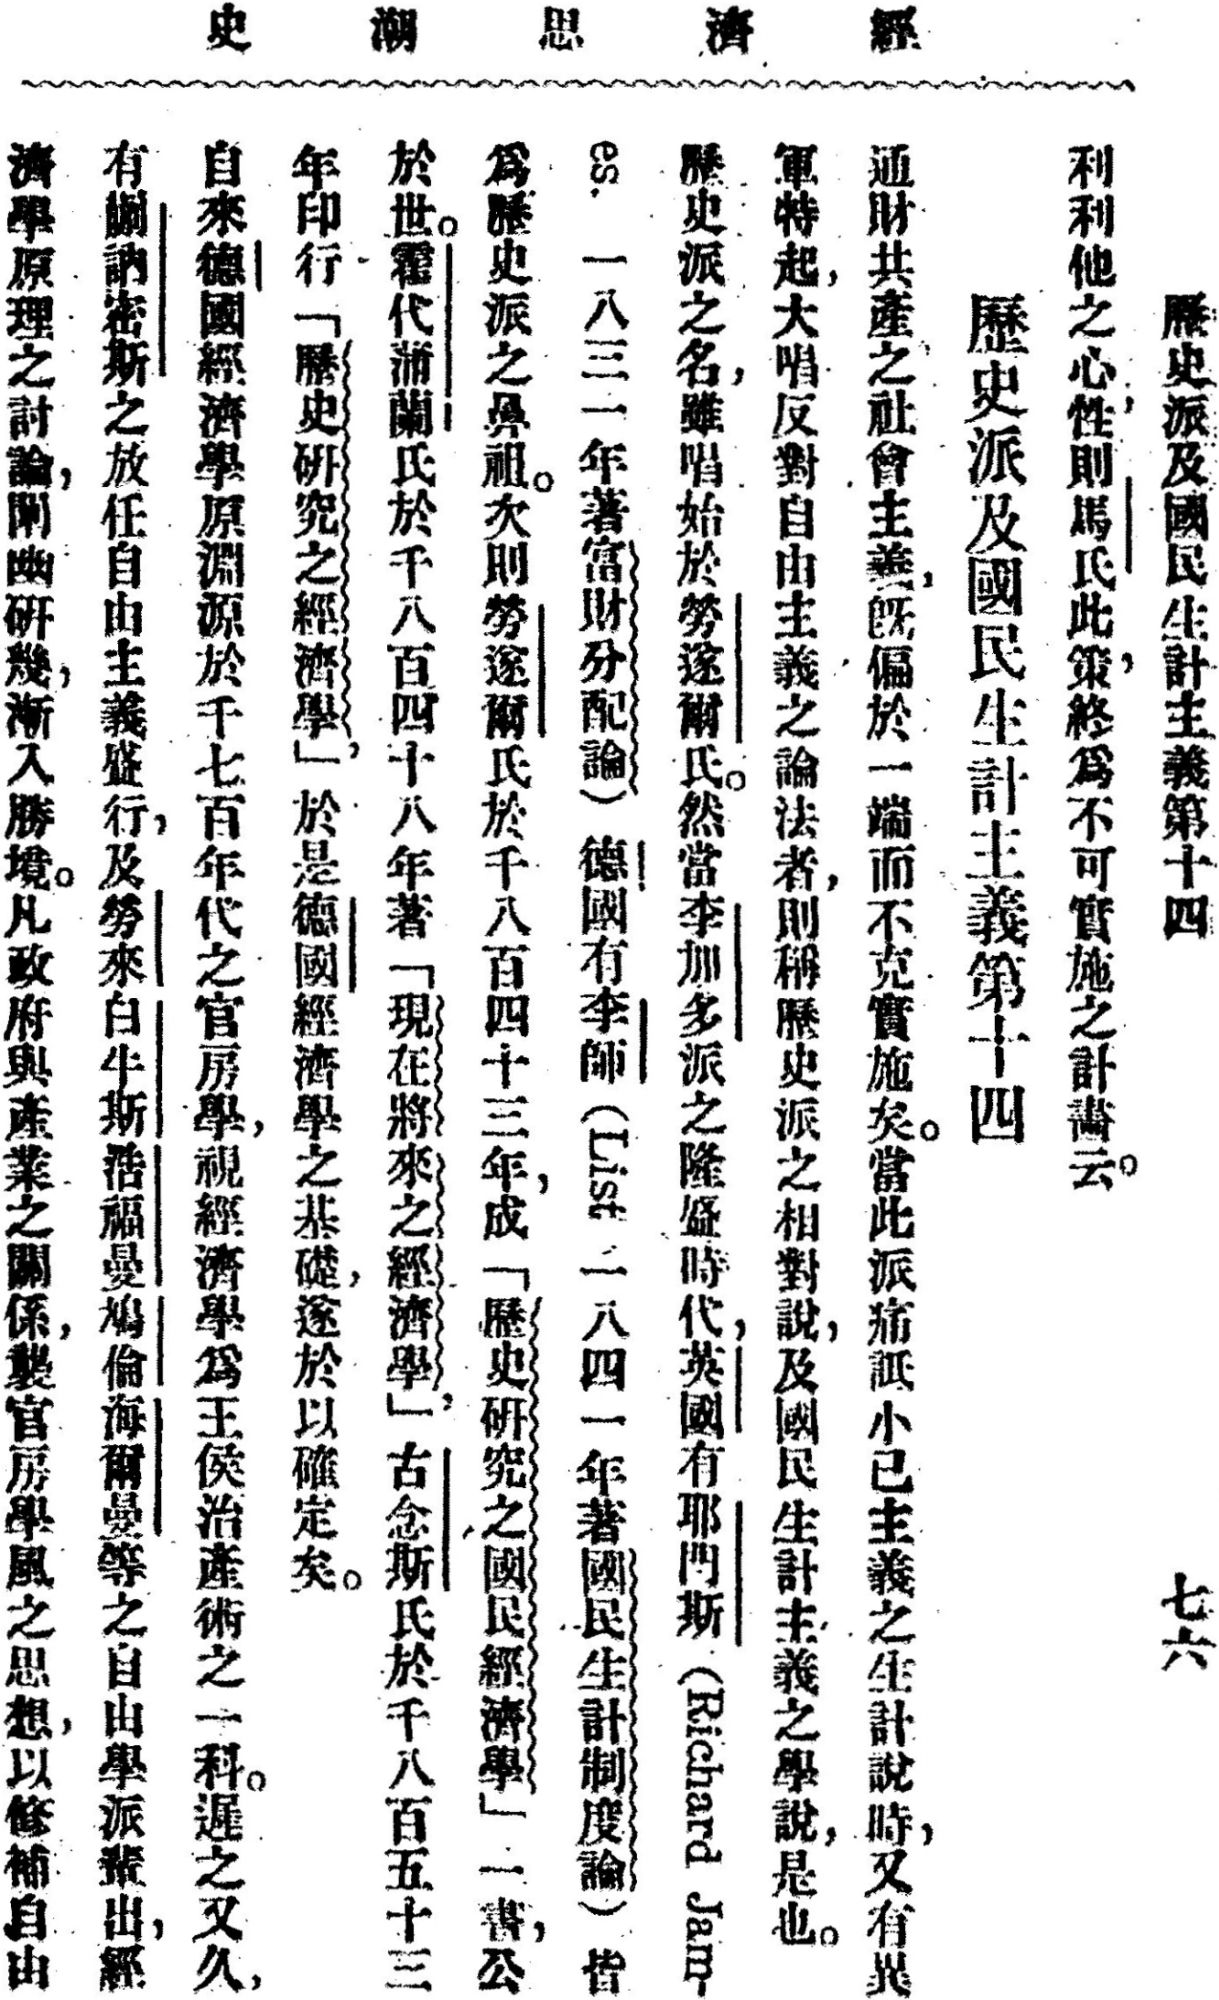 經濟思潮史
歷史派及國民生計主義第十四
七六
利利他之心性,則馬氏此策,終爲不可實施之計畫云。
歷史派及國民生計主義第十四
通財共產之社會主義,旣偏於一端而不克實施矣。當此派痛詆小己主義之生計說時,又有異
軍特起,大唱反對自由主義之論法者,則稱歷史派之相對說,及國民生計主義之學說,是也。
歷史派之名,雖唱始於勞遂爾氏。然當李加多派之隆盛時代,英國有耶門斯(Richard Jam-
es. 一八三一年著富財分配論)德國有李師(List 一八四一年著國民生計制度論)皆
爲歷史派之鼻祖。次則勞遂爾氏於千八百四十三年,成「歷史研究之國民經濟學」一書,公
於世。霍代蒲蘭氏於千八百四十八年著「現在將來之經濟學,」古念斯氏於千八百五十三
年印行「歷史研究之經濟學」,於是德國經濟學之基礎,遂於以確定矣。
自來德國經濟學原淵源於千七百年代之官房學,視經濟學爲王侯治產術之一科。遲之又久,
有訥密斯之放任自由主義盛行,及勞來白牛斯浩福曼鳩倫海爾曼等之自由學派輩出,經
濟學原理之討論,闡幽研幾,漸入勝境。凡政府與產業之關係,襲官房學風之思想,以修補自由